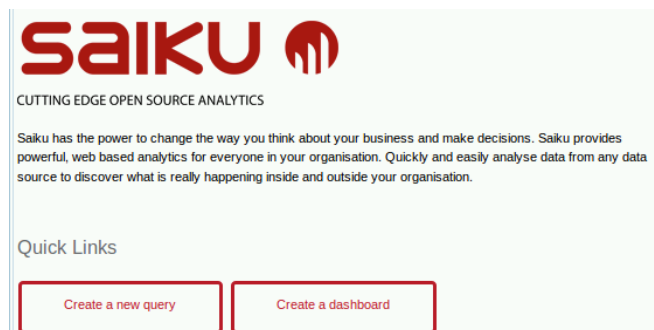 saiku
CUTTING EDGE OPEN SOURCE ANALYTICS
Saiku has the power to change the way you think about your business and make decisions. Saiku provides
powerful, web based analytics for everyone in your organisation. Quickly and easily analyse data from any data
source to discover what is really happening inside and outside your organisation.
Quick Links
Create a new query
Create a dashboard